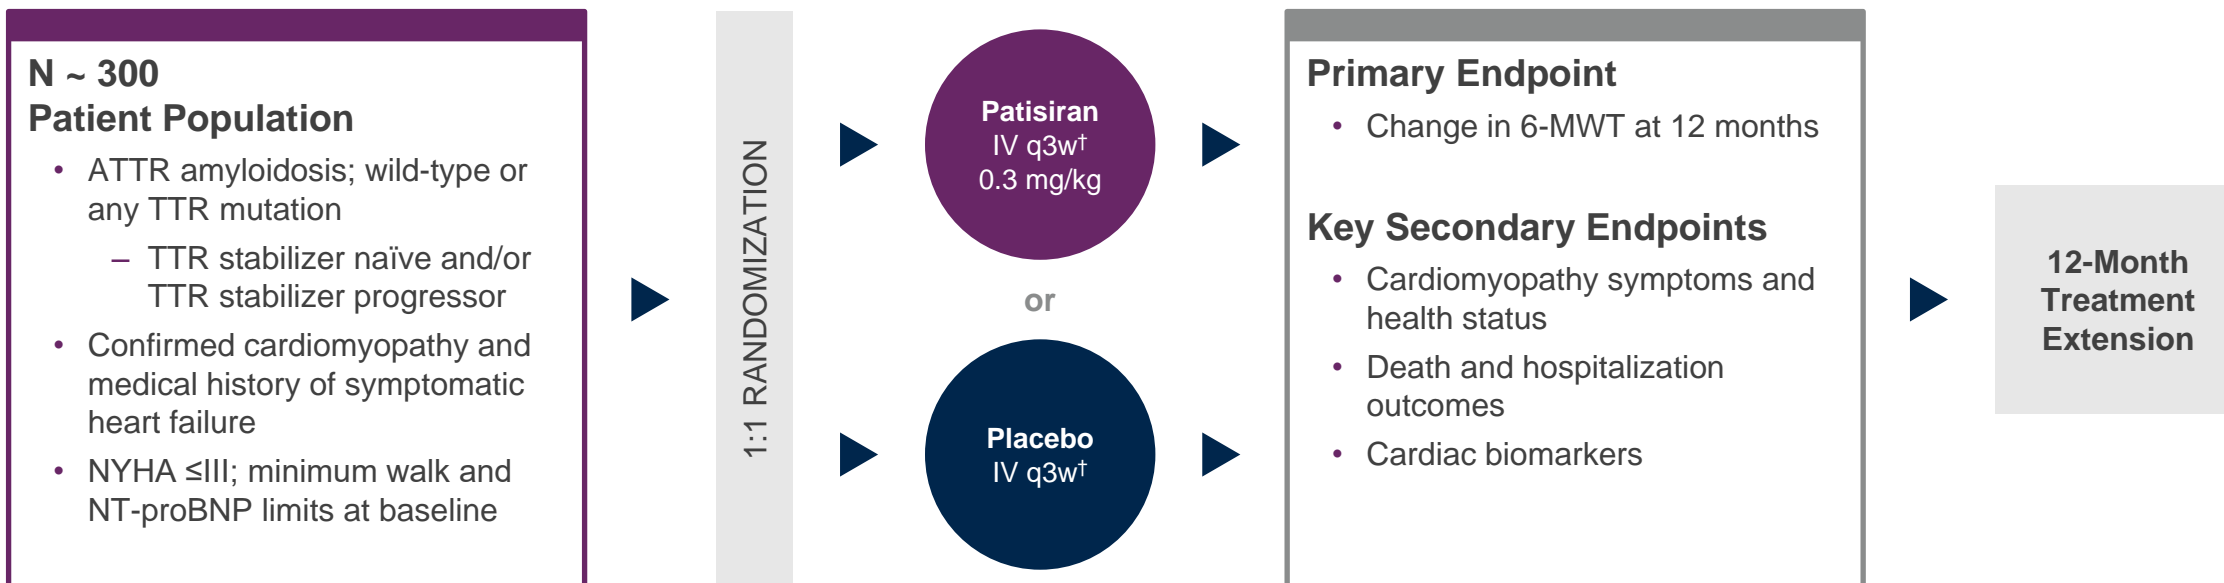 N ~ 300
Patient Population
• ATTR amyloidosis; wild-type or
any TTR mutation
– TTR stabilizer naïve and/or
TTR stabilizer progressor
• Confirmed cardiomyopathy and
medical history of symptomatic
heart failure
• NYHA ≤III; minimum walk and
NT-proBNP limits at baseline
1:1 RANDOMIZATION
Patisiran
IV q3w†
0.3 mg/kg
or
Placebo
IV q3w†
Primary Endpoint
• Change in 6-MWT at 12 months
Key Secondary Endpoints
• Cardiomyopathy symptoms and
health status
• Death and hospitalization
outcomes
• Cardiac biomarkers
12-Month
Treatment
Extension